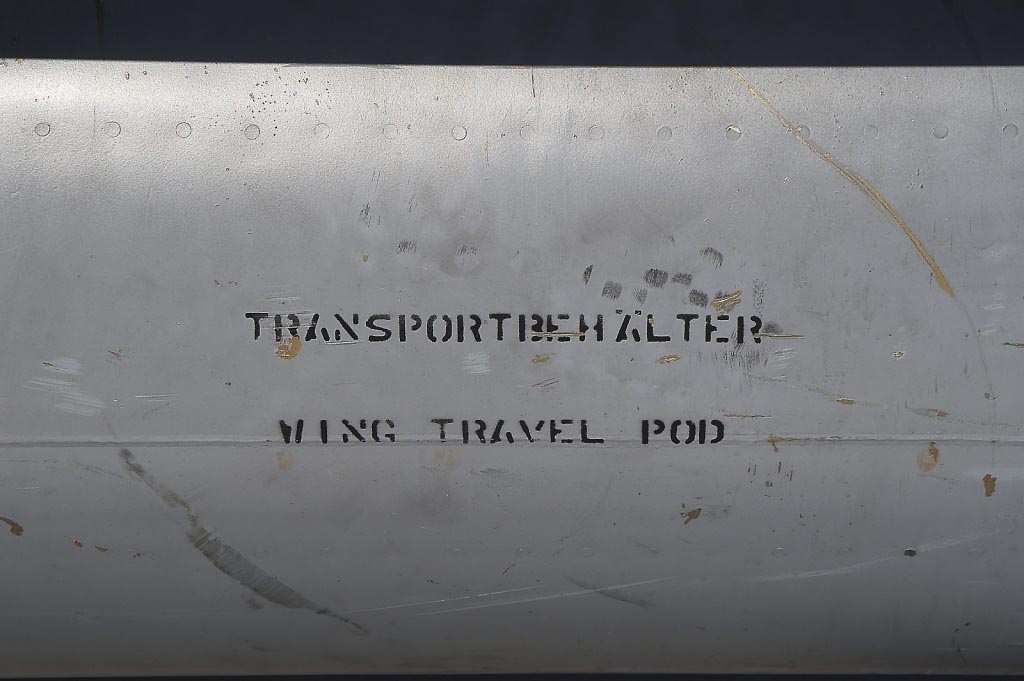 TRANSPORTBEHÄLTER
WING TRAVEL POD